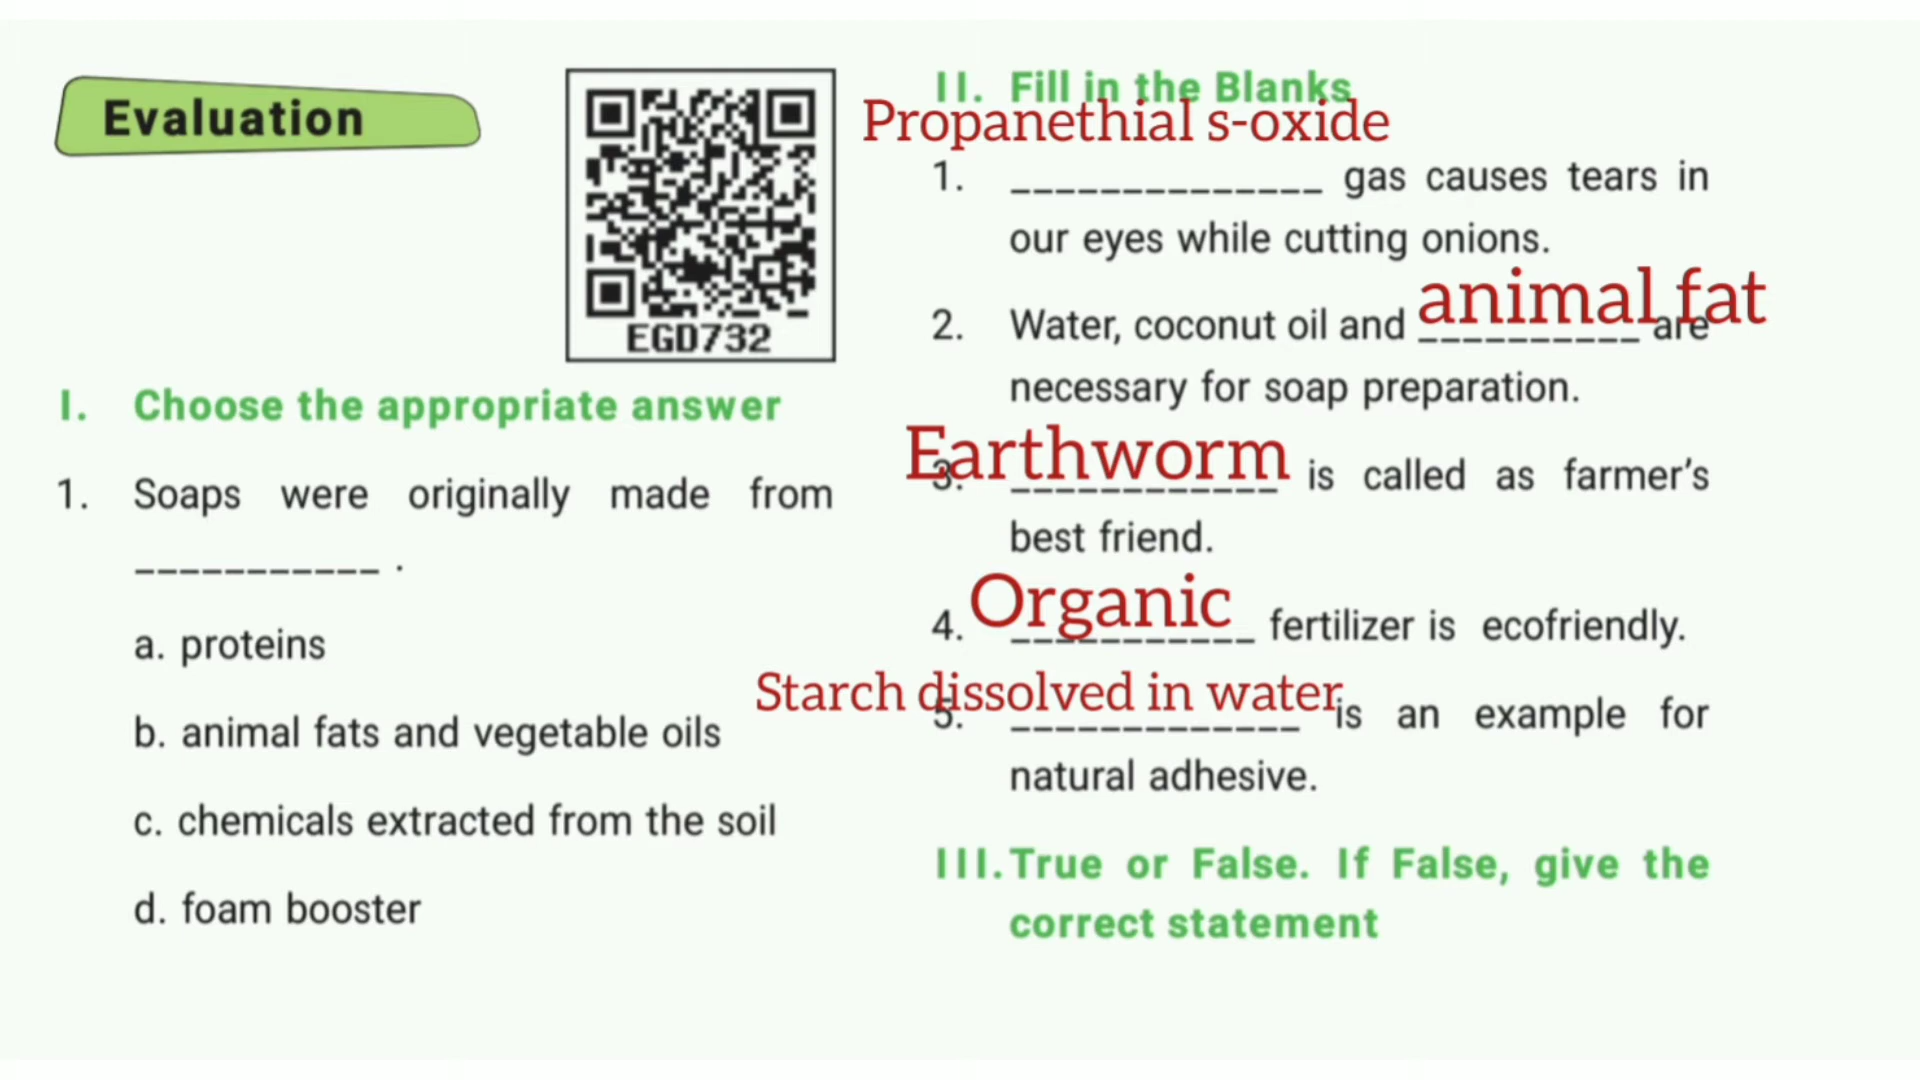 Evaluation
EGD732
I. Choose the appropriate answer
1. Soaps were originally made from
___________ .
a. proteins
b. animal fats and vegetable oils
c. chemicals extracted from the soil
d. foam booster
II. Fill in the Blanks
Propanethial s-oxide
1. ______________ gas causes tears in
our eyes while cutting onions.
animal fat
2. Water, coconut oil and __________ are
necessary for soap preparation.
Earthworm
3. ____________ is called as farmer’s
best friend.
Organic
4. ___________ fertilizer is ecofriendly.
Starch dissolved in water
5. _____________ is an example for
natural adhesive.
III. True or False. If False, give the
correct statement